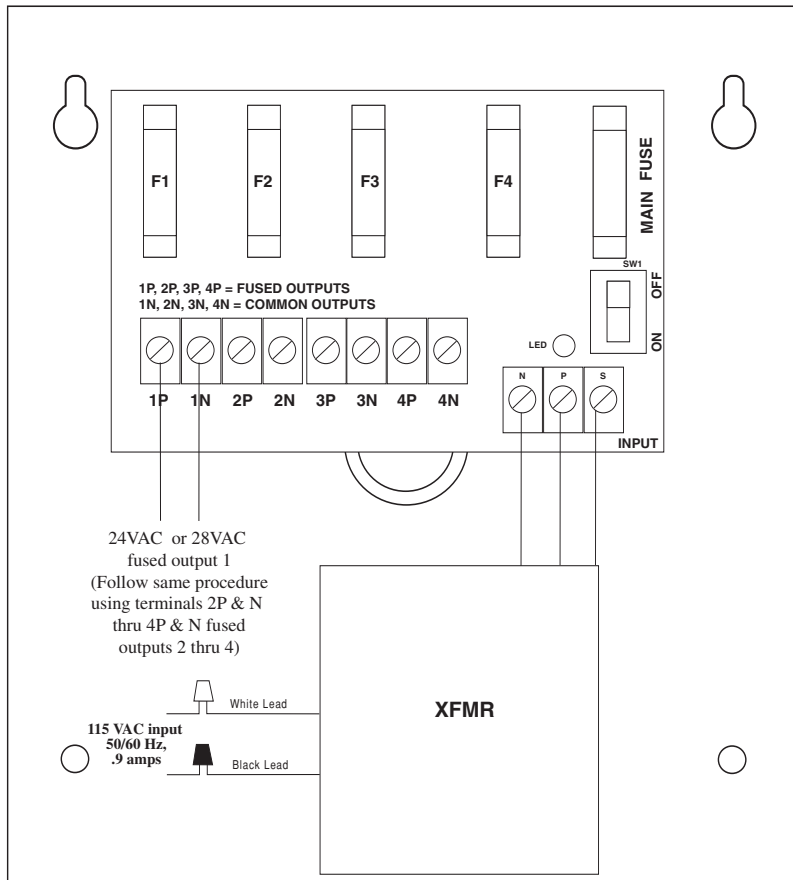 F1
F2
F3
F4
MAIN FUSE
SW1
OFF
ON
1P, 2P, 3P, 4P = FUSED OUTPUTS
1N, 2N, 3N, 4N = COMMON OUTPUTS
LED
1P 1N 2P 2N 3P 3N 4P 4N
N P S
INPUT
24VAC or 28VAC
fused output 1
(Follow same procedure
using terminals 2P & N
thru 4P & N fused
outputs 2 thru 4)
White Lead
115 VAC input
50/60 Hz,
.9 amps
Black Lead
XFMR